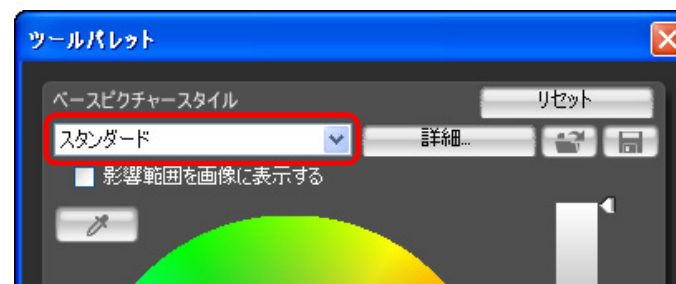 ツールパレット
ベースピクチャースタイル リセット
スタンダード 詳細...
影響範囲を画像に表示する